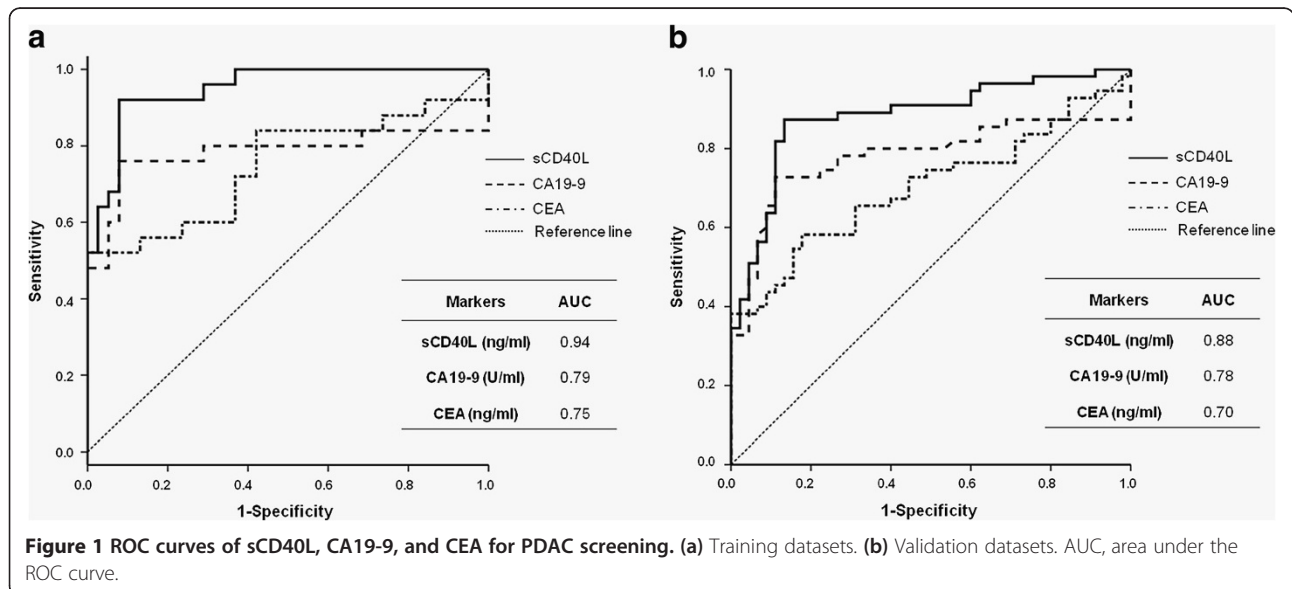 a
1.0
0.8
0.6
0.4
0.2
0.0
Sensitivity
0.0 0.2 0.4 0.6 0.8 1.0
1-Specificity
sCD40L
CA19-9
CEA
Reference line
Markers AUC
sCD40L (ng/ml) 0.94
CA19-9 (U/ml) 0.79
CEA (ng/ml) 0.75
b
1.0
0.8
0.6
0.4
0.2
0.0
Sensitivity
0.0 0.2 0.4 0.6 0.8 1.0
1-Specificity
sCD40L
CA19-9
CEA
Reference line
Markers AUC
sCD40L (ng/ml) 0.88
CA19-9 (U/ml) 0.78
CEA (ng/ml) 0.70
Figure 1 ROC curves of sCD40L, CA19-9, and CEA for PDAC screening. (a) Training datasets. (b) Validation datasets. AUC, area under the
ROC curve.